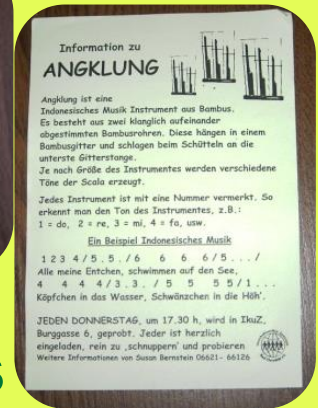 Information zu
ANGKLUNG
Angklung ist eine
Indonesisches Musik Instrument aus Bambus.
Es besteht aus zwei klanglich aufeinander
abgestimmten Bambusrohren. Diese hängen in einem
Bambusgitter und schlagen beim Schütteln an die
unterste Gitterstange.
Je nach Größe des Instrumentes werden verschiedene
Töne der Scala erzeugt.
Jedes Instrument ist mit eine Nummer vermerkt. So
erkennt man den Ton des Instrumentes, z.B.:
1 = do, 2 = re, 3 = mi, 4 = fa, usw.
Ein Beispiel Indonesisches Musik
1 2 3 4 / 5 . 5 . / 6 6 6 6 / 5 . . . /
Alle meine Entchen, schwimmen auf den See,
4 4 4 4 / 3 . 3 . / 5 5 5 5 / 1 . . .
Köpfchen in das Wasser, Schwänzchen in die Höh'.
JEDEN DONNERSTAG, um 17.30 h, wird in IkuZ,
Burggasse 6, geprobt. Jeder ist herzlich
eingeladen, rein zu „schnuppern' und probieren
Weitere Informationen von Susan Bernstein 06621- 66126